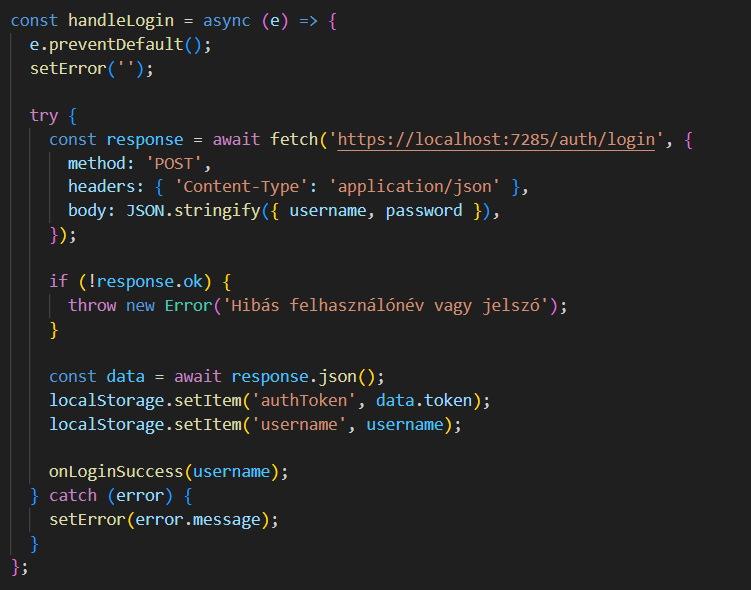 const handleLogin = async (e) => {
  e.preventDefault();
  setError('');

  try {
    const response = await fetch('https://localhost:7285/auth/login', {
      method: 'POST',
      headers: { 'Content-Type': 'application/json' },
      body: JSON.stringify({ username, password }),
    });

    if (!response.ok) {
      throw new Error('Hibás felhasználónév vagy jelszó');
    }

    const data = await response.json();
    localStorage.setItem('authToken', data.token);
    localStorage.setItem('username', username);

    onLoginSuccess(username);
  } catch (error) {
    setError(error.message);
  }
};